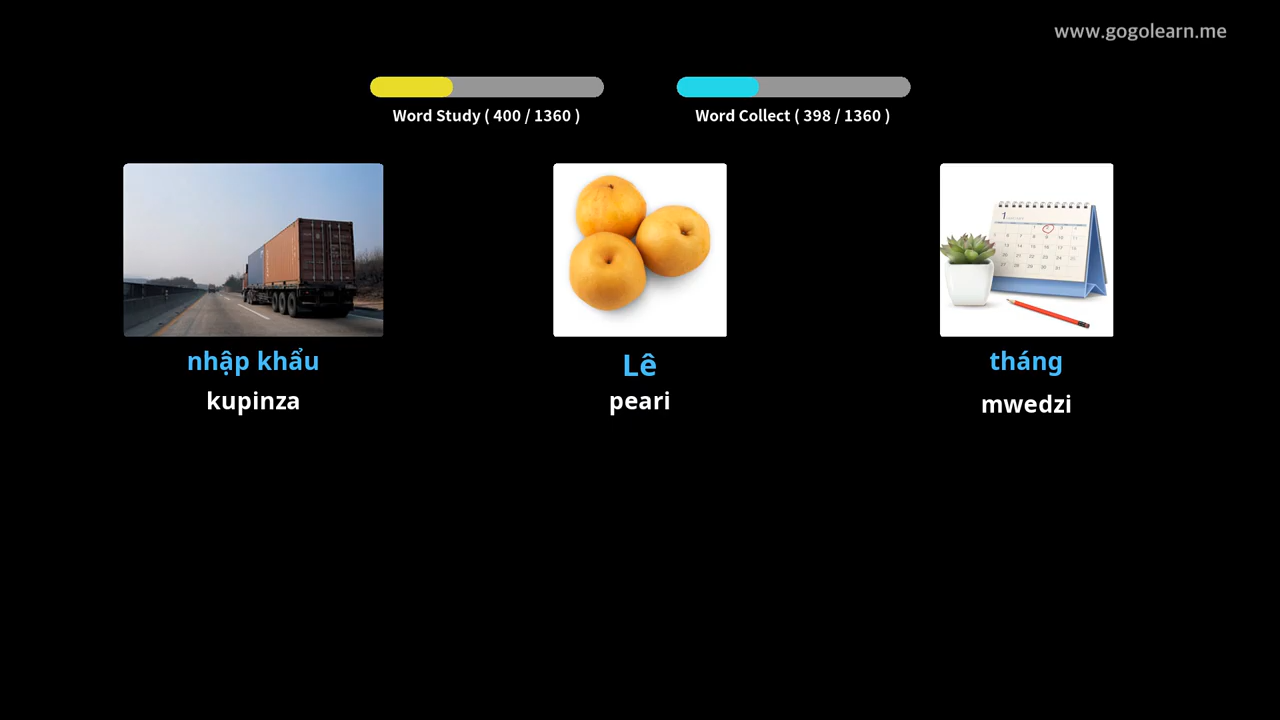 www.gogolearn.me
Word Study ( 400 / 1360 )
Word Collect ( 398 / 1360 )
nhập khẩu
kupinza
Lê
peari
tháng
mwedzi